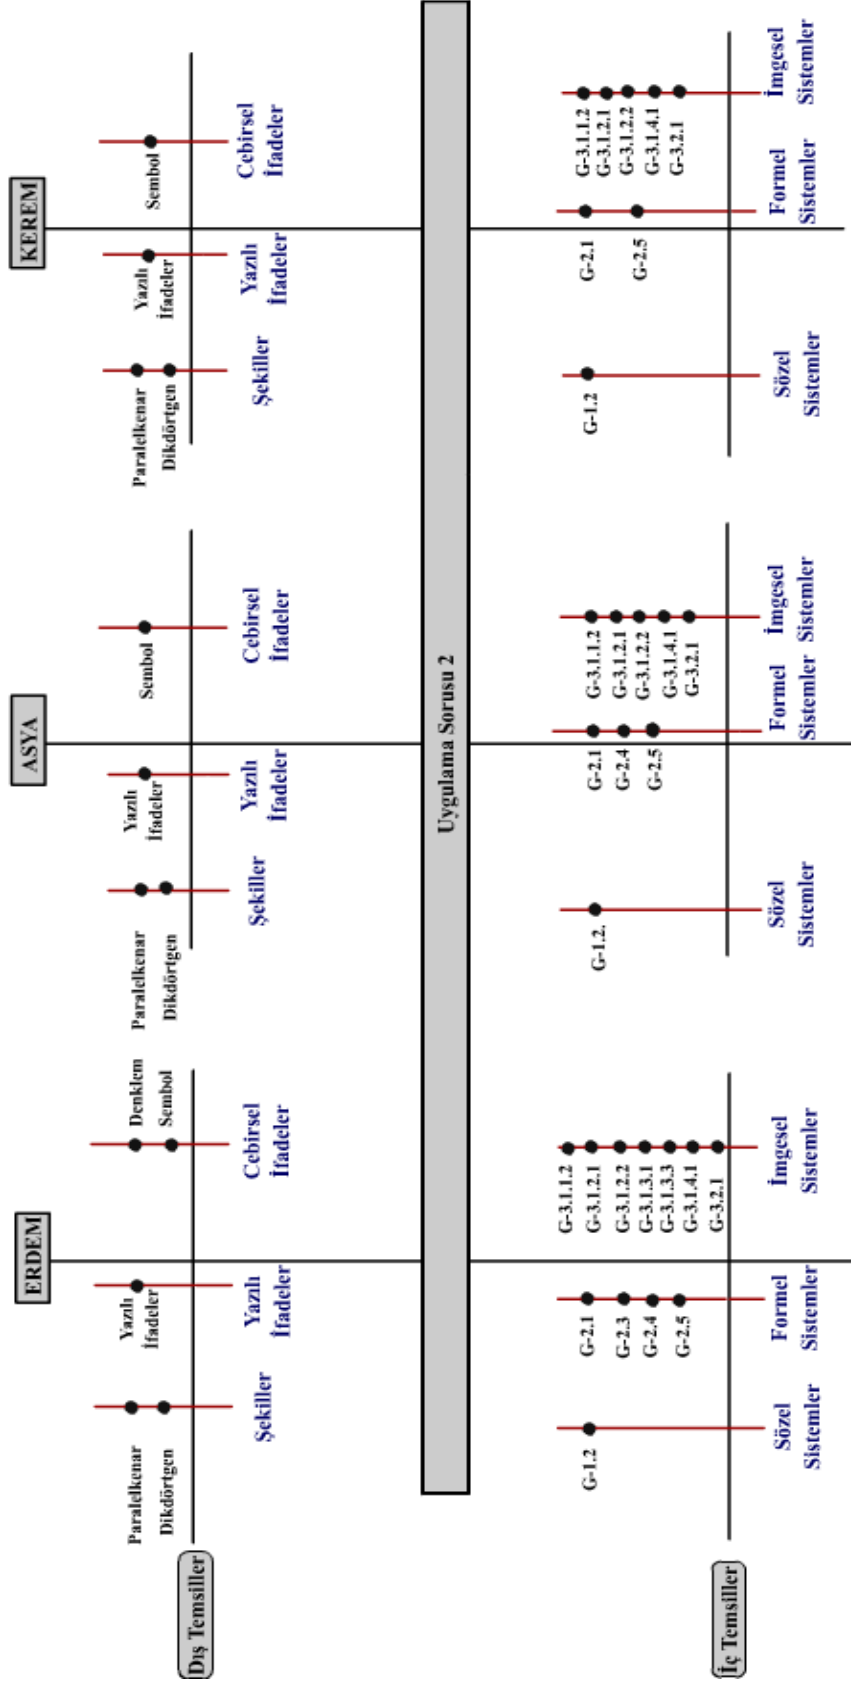 ERDEM
ASYA
KEREM
Dış Temsiller
Paralelkenar
Dikdörtgen
Şekiller
Yazılı
İfadeler
Yazılı
İfadeler
Denklem
Sembol
Cebirsel
İfadeler
Paralelkenar
Dikdörtgen
Şekiller
Yazılı
İfadeler
Yazılı
İfadeler
Sembol
Cebirsel
İfadeler
Paralelkenar
Dikdörtgen
Şekiller
Yazılı
İfadeler
Yazılı
İfadeler
Sembol
Cebirsel
İfadeler
Uygulama Sorusu 2
İç Temsiller
G-1.2
Sözel
Sistemler
G-2.1
G-2.3
G-2.4
G-2.5
Formel
Sistemler
G-3.1.1.2
G-3.1.2.1
G-3.1.2.2
G-3.1.3.1
G-3.1.3.3
G-3.1.4.1
G-3.2.1
İmgesel
Sistemler
G-1.2.
Sözel
Sistemler
G-2.1
G-2.4
G-2.5
Formel
Sistemler
G-3.1.1.2
G-3.1.2.1
G-3.1.2.2
G-3.1.4.1
G-3.2.1
İmgesel
Sistemler
G-1.2
Sözel
Sistemler
G-2.1
G-2.5
Formel
Sistemler
G-3.1.1.2
G-3.1.2.1
G-3.1.2.2
G-3.1.4.1
G-3.2.1
İmgesel
Sistemler